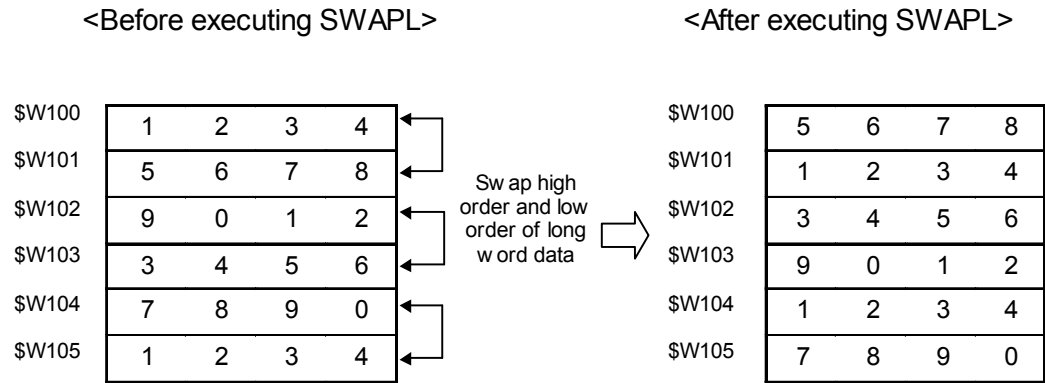 <Before executing SWAPL>
<After executing SWAPL>
$W100 1 2 3 4
$W101 5 6 7 8
$W102 9 0 1 2
$W103 3 4 5 6
$W104 7 8 9 0
$W105 1 2 3 4
Swap high
order and low
order of long
word data
$W100 5 6 7 8
$W101 1 2 3 4
$W102 3 4 5 6
$W103 9 0 1 2
$W104 1 2 3 4
$W105 7 8 9 0